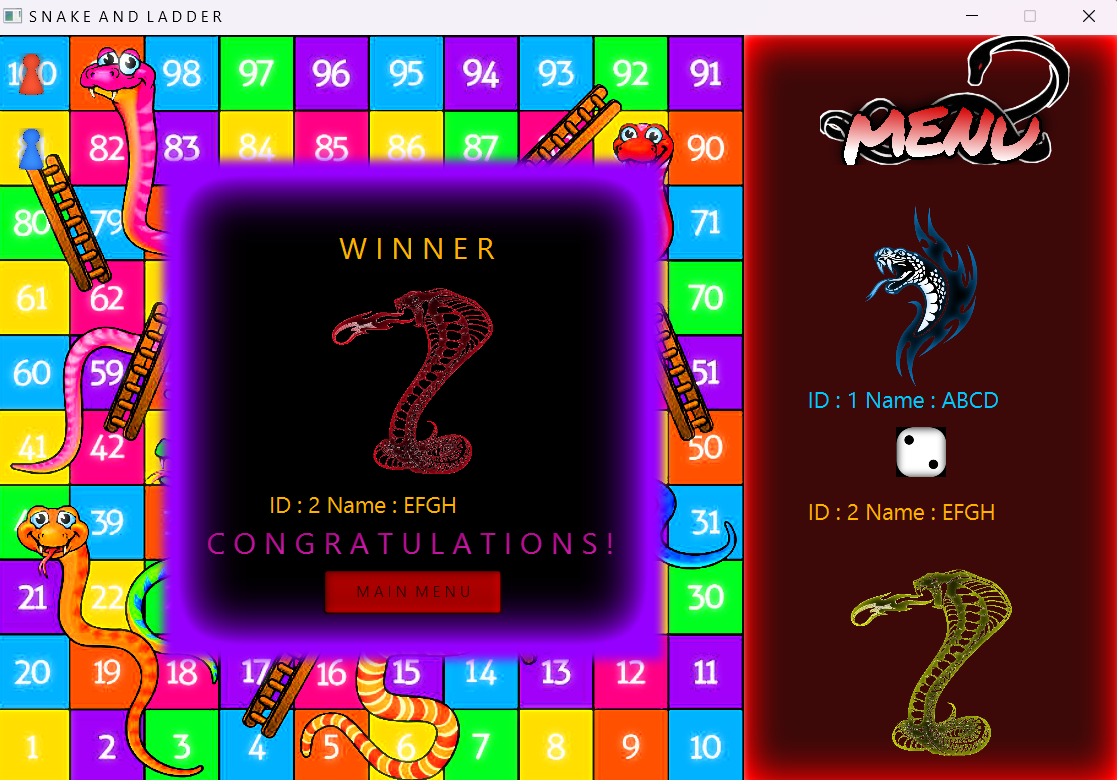 SNAKE AND LADDER
100 98 97 96 95 94 93 92 91
82 83 84 85 86 87 90
80 79 71
61 62 70
60 59 51
41 42 50
39 31
21 22 30
20 19 18 17 16 15 14 13 12 11
1 2 3 4 5 6 7 8 9 10
WINNER
ID : 2 Name : EFGH
CONGRATULATIONS!
MAIN MENU
MENU
ID : 1 Name : ABCD
ID : 2 Name : EFGH